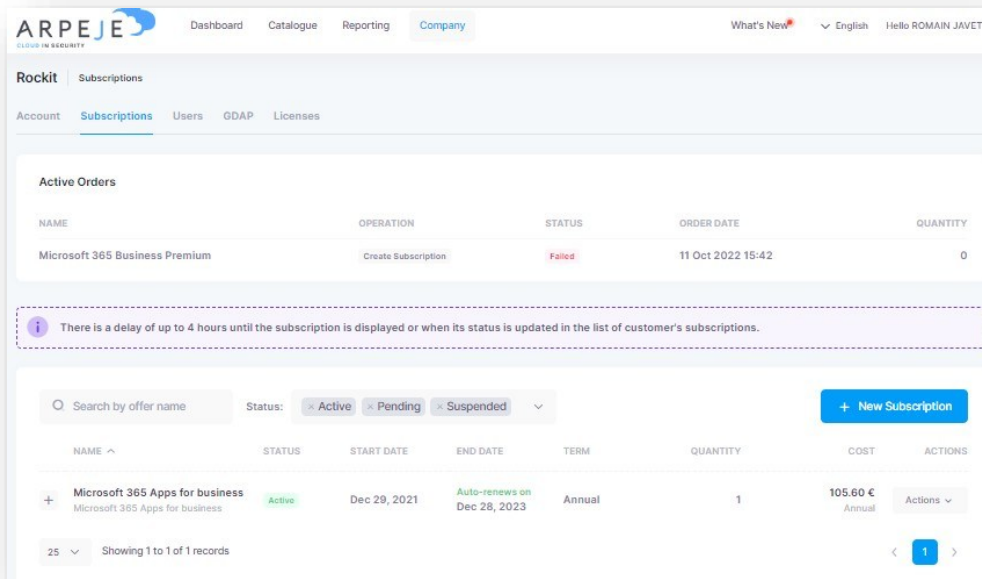 ARPEJE
CLOUD IN SECURITY
Dashboard Catalogue Reporting Company What's New English Hello ROMAIN JAVET
Rockit Subscriptions
Account Subscriptions Users GDAP Licenses
Active Orders
NAME OPERATION STATUS ORDER DATE QUANTITY
Microsoft 365 Business Premium Create Subscription Failed 11 Oct 2022 15:42 0
i There is a delay of up to 4 hours until the subscription is displayed or when its status is updated in the list of customer's subscriptions.
Search by offer name Status: × Active × Pending × Suspended + New Subscription
NAME STATUS START DATE END DATE TERM QUANTITY COST ACTIONS
+ Microsoft 365 Apps for business Active Dec 29, 2021 Auto-renews on Annual 1 105.60 € Actions
Microsoft 365 Apps for business Dec 28, 2023 Annual
25 Showing 1 to 1 of 1 records < 1 >